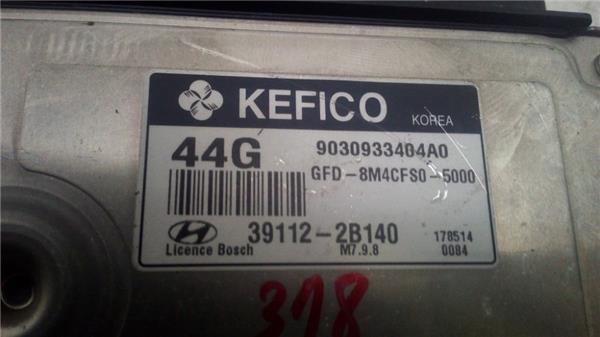 KEFICO KOREA
44G 9030933404A0
GFD-8M4CFS0-5000
39112-2B140 178514
Licence Bosch M7.9.8 0084
318